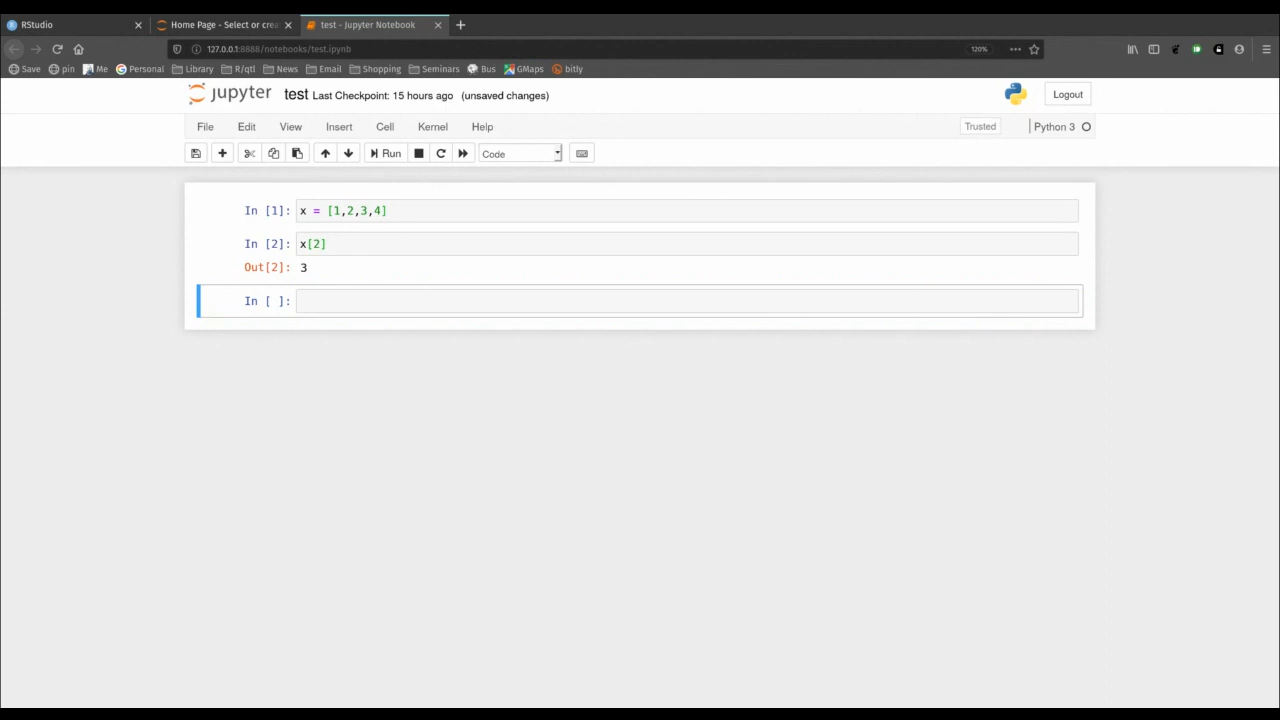 RStudio
Home Page - Select or crea
test - Jupyter Notebook
127.0.0.1:8888/notebooks/test.ipynb
120%
Save pin Me Personal Library R/qtl News Email Shopping Seminars Bus GMaps bitly
jupyter test Last Checkpoint: 15 hours ago (unsaved changes)
Logout
File Edit View Insert Cell Kernel Help
Trusted
Python 3
Run
Code
In [1]: x = [1,2,3,4]
In [2]: x[2]
Out[2]: 3
In [ ]: